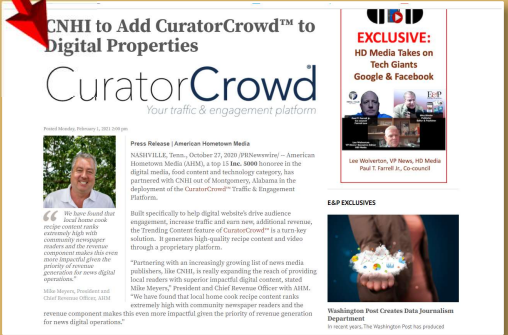 CNHI to Add CuratorCrowd™ to
Digital Properties
CuratorCrowd®
Your traffic & engagement platform
Posted Monday, February 1, 2021 3:00 pm
Press Release | American Hometown Media
NASHVILLE, Tenn., October 27, 2020 /PRNewswire/ – American
Hometown Media (AHM), a top 15 Inc. 5000 honoree in the
digital media, food content and technology category, has
partnered with CNHI out of Montgomery, Alabama in the
deployment of the CuratorCrowd™ Traffic & Engagement
Platform.
Built specifically to help digital website's drive audience
engagement, increase traffic and earn new, additional revenue,
the Trending Content feature of CuratorCrowd™ is a turn-key
solution. It generates high-quality recipe content and video
through a proprietary platform.
“Partnering with an increasingly growing list of news media
publishers, like CNHI, is really expanding the reach of providing
local readers with superior impactful digital content, stated
Mike Meyers,” President and Chief Revenue Officer with AHM.
“We have found that local home cook recipe content ranks
extremely high with community newspaper readers and the
revenue component makes this even more impactful given the priority of revenue generation
for news digital operations.”
“ We have found that
local home cook
recipe content ranks
extremely high with
community newspaper
readers and the revenue
component makes this even
more impactful given the
priority of revenue
generation for news digital
operations.”
Mike Meyers, President and
Chief Revenue Officer, AHM
EXCLUSIVE:
HD Media Takes on
Tech Giants
Google & Facebook
E&P
Lee Wolverton, VP News, HD Media
Paul T. Farrell Jr., Co-council
E&P EXCLUSIVES
Washington Post Creates Data Journalism
Department
In recent years, The Washington Post has produced